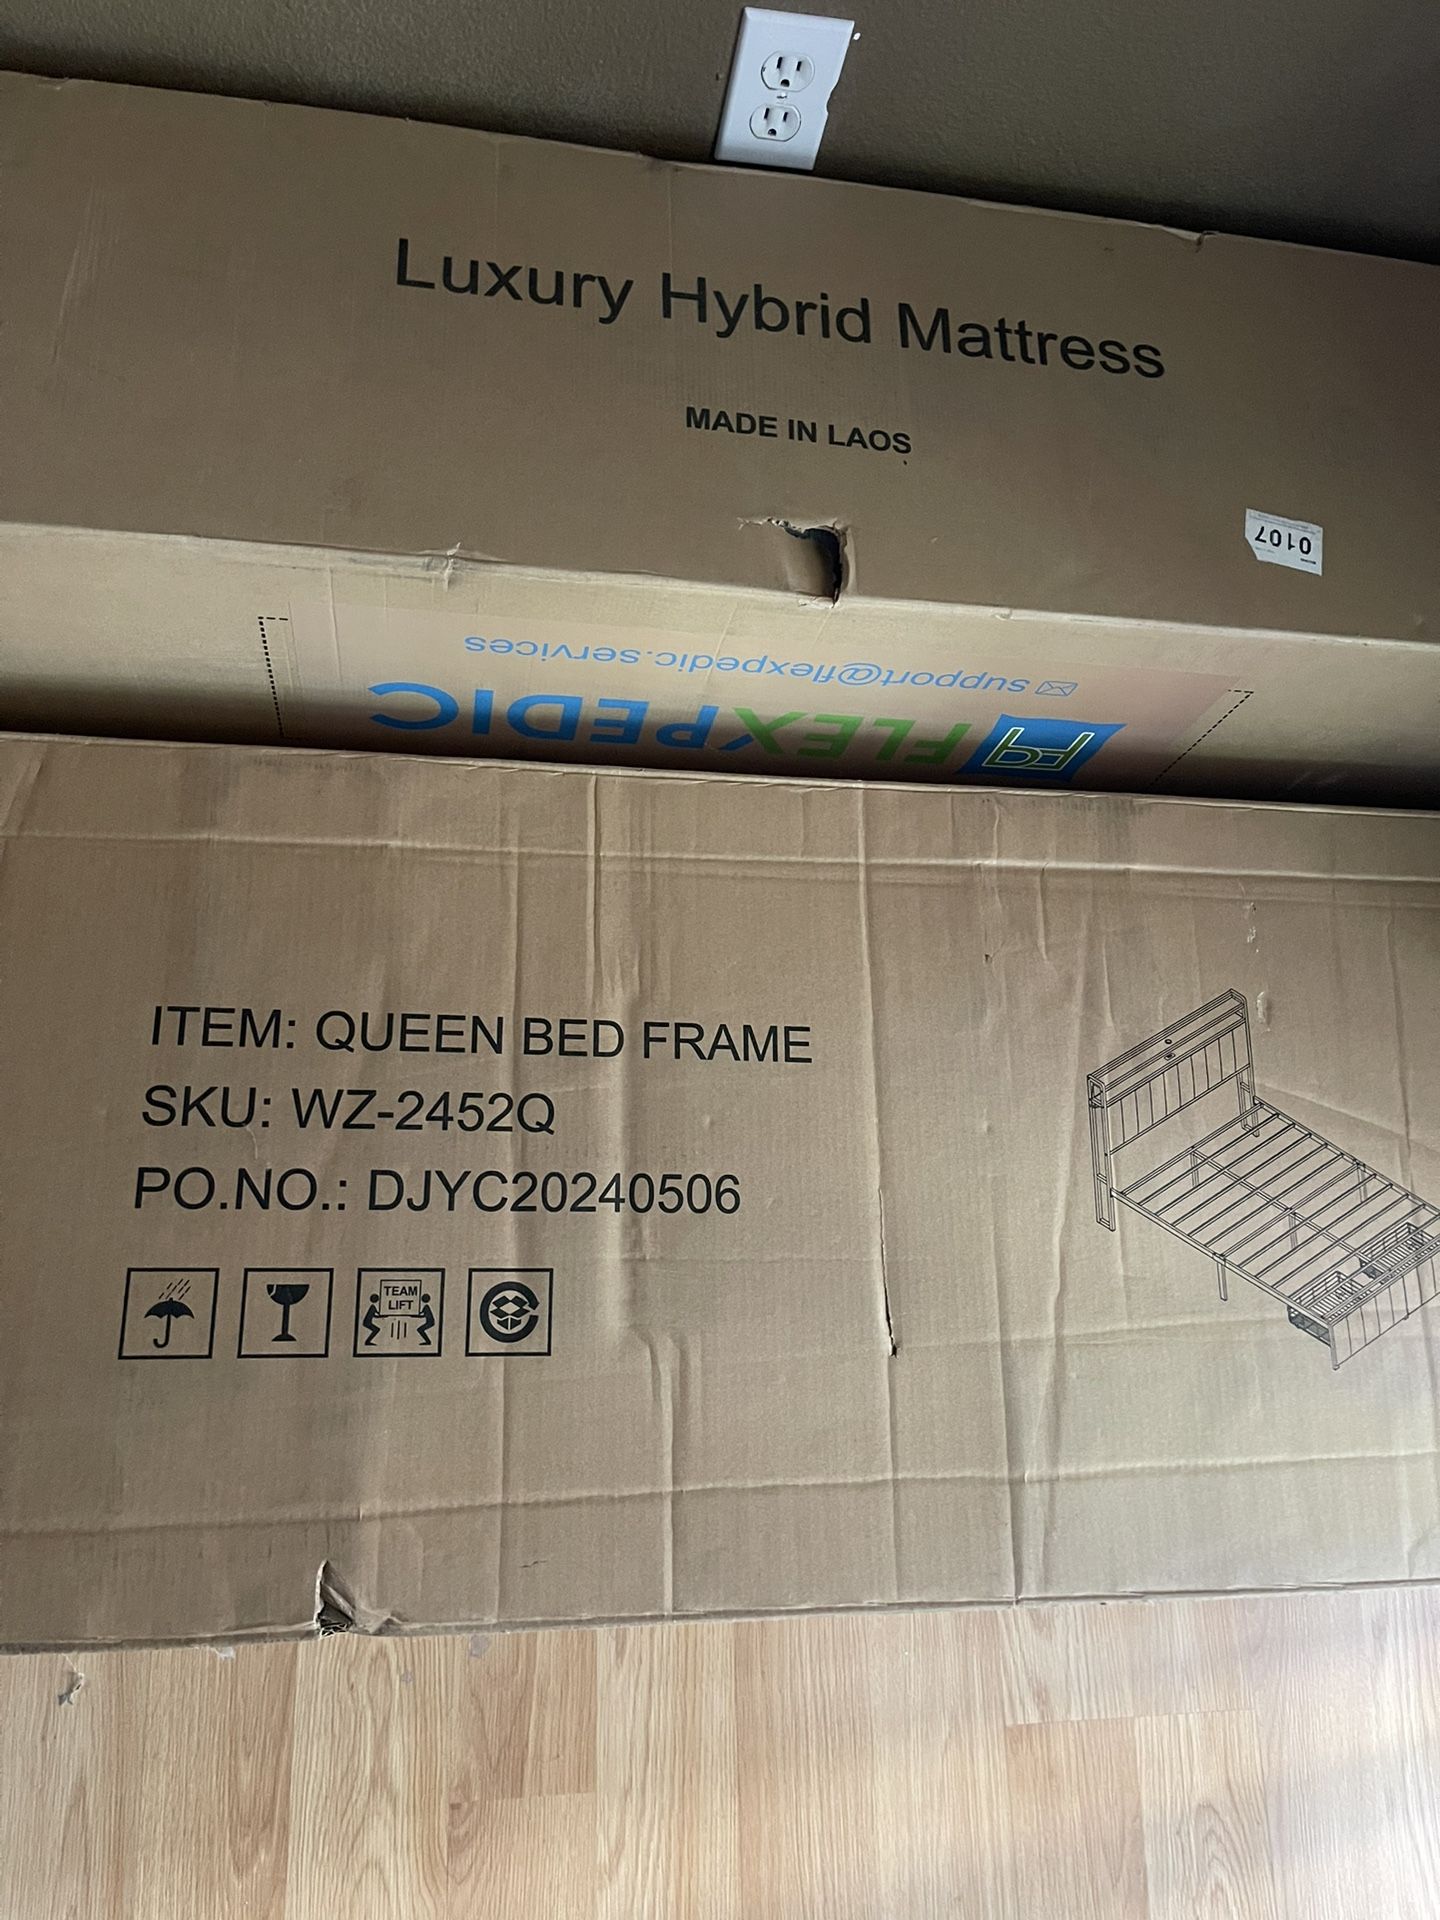 Luxury Hybrid Mattress
MADE IN LAOS
0107
support@flexpedic.services
FLEXPEDIC
ITEM: QUEEN BED FRAME
SKU: WZ-2452Q
PO.NO.: DJYC20240506
TEAM
LIFT